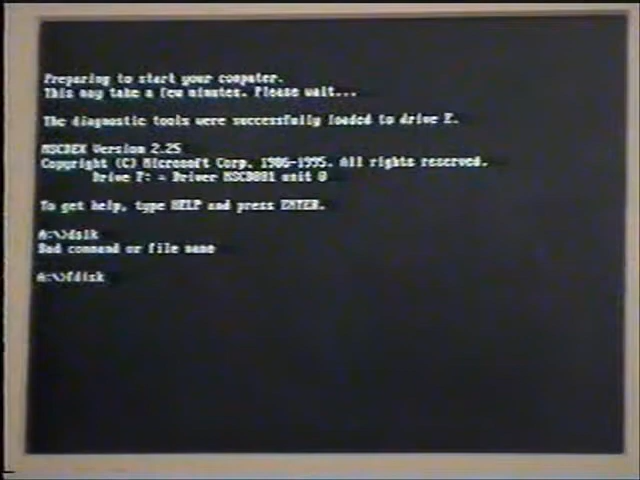 Preparing to start your computer.
This may take a few minutes. Please wait...
The diagnostic tools were successfully loaded to drive E.
MSCDEX Version 2.25
Copyright (C) Microsoft Corp. 1986-1995. All rights reserved.
Drive F: = Driver MSCD001 unit 0
To get help, type HELP and press ENTER.
A:\>dsik
Bad command or file name
A:\>fdisk